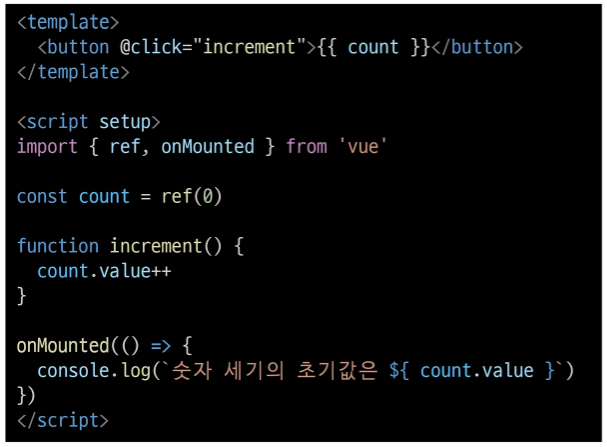 <template>
  <button @click="increment">{{ count }}</button>
</template>

<script setup>
import { ref, onMounted } from 'vue'

const count = ref(0)

function increment() {
  count.value++
}

onMounted(() => {
  console.log(`숫자 세기의 초기값은 ${ count.value }`)
})
</script>